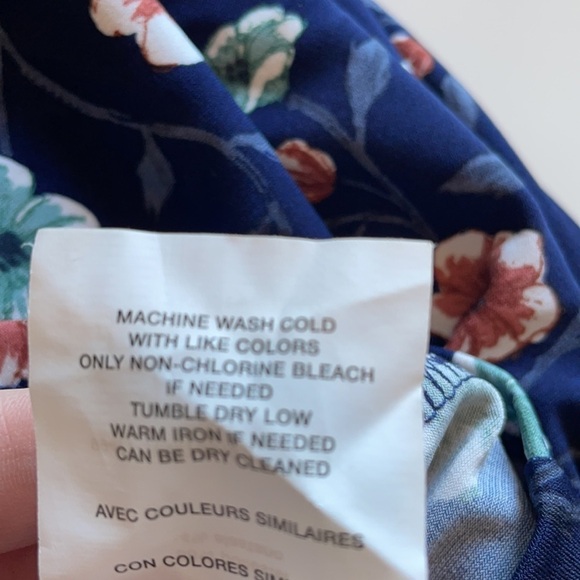 MACHINE WASH COLD
WITH LIKE COLORS
ONLY NON-CHLORINE BLEACH
IF NEEDED
TUMBLE DRY LOW
WARM IRON IF NEEDED
CAN BE DRY CLEANED
AVEC COULEURS SIMILAIRES
CON COLORES